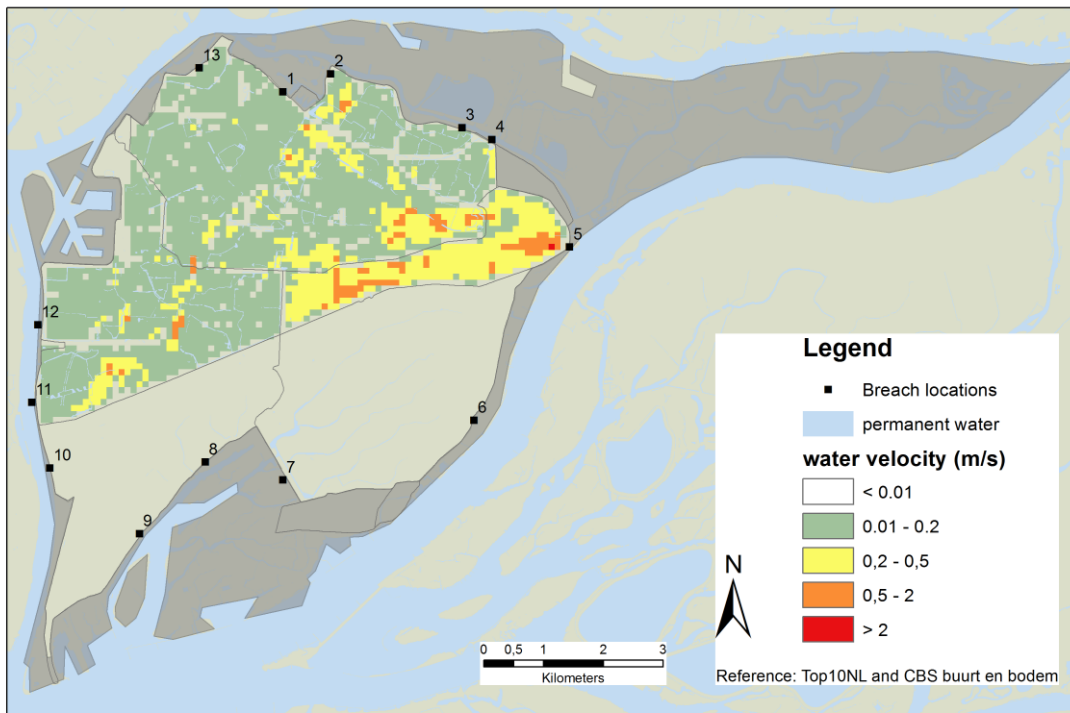 13
1
2
3
4
5
12
11
6
10
8
7
9
Legend
Breach locations
permanent water
water velocity (m/s)
< 0.01
0.01 - 0.2
0,2 - 0,5
0,5 - 2
> 2
N
0 0,5 1 2 3
Kilometers
Reference: Top10NL and CBS buurt en bodem